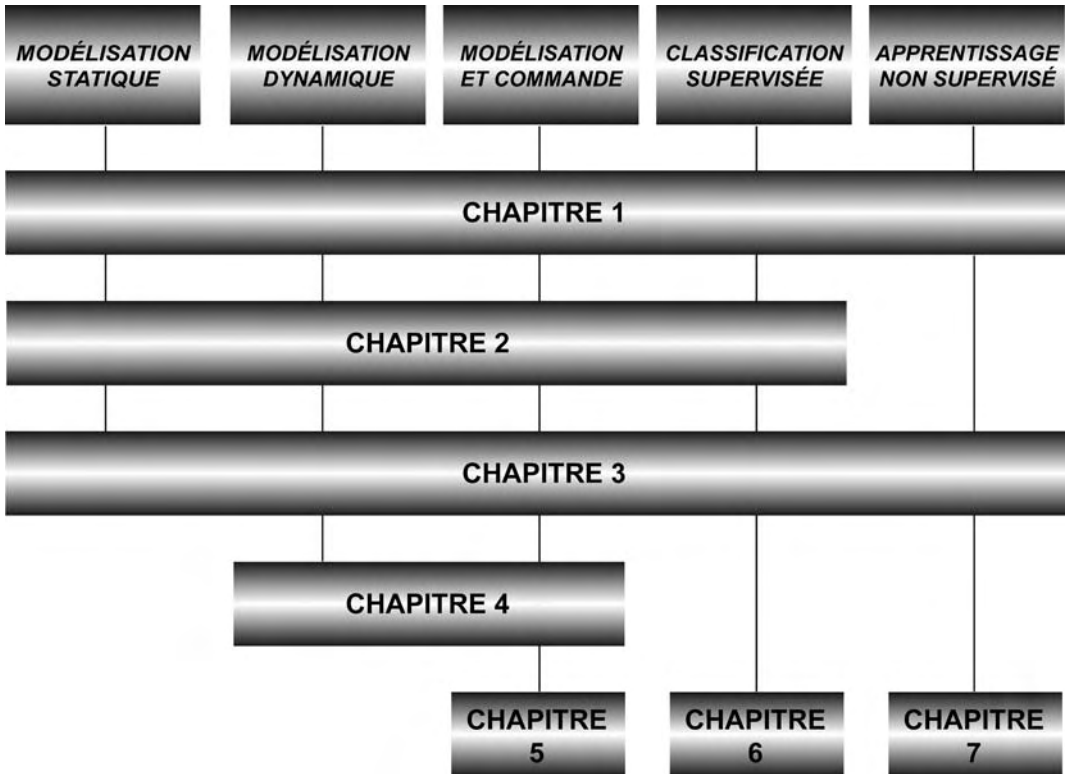 MODÉLISATION
STATIQUE
MODÉLISATION
DYNAMIQUE
MODÉLISATION
ET COMMANDE
CLASSIFICATION
SUPERVISÉE
APPRENTISSAGE
NON SUPERVISÉ
CHAPITRE 1
CHAPITRE 2
CHAPITRE 3
CHAPITRE 4
CHAPITRE
5
CHAPITRE
6
CHAPITRE
7